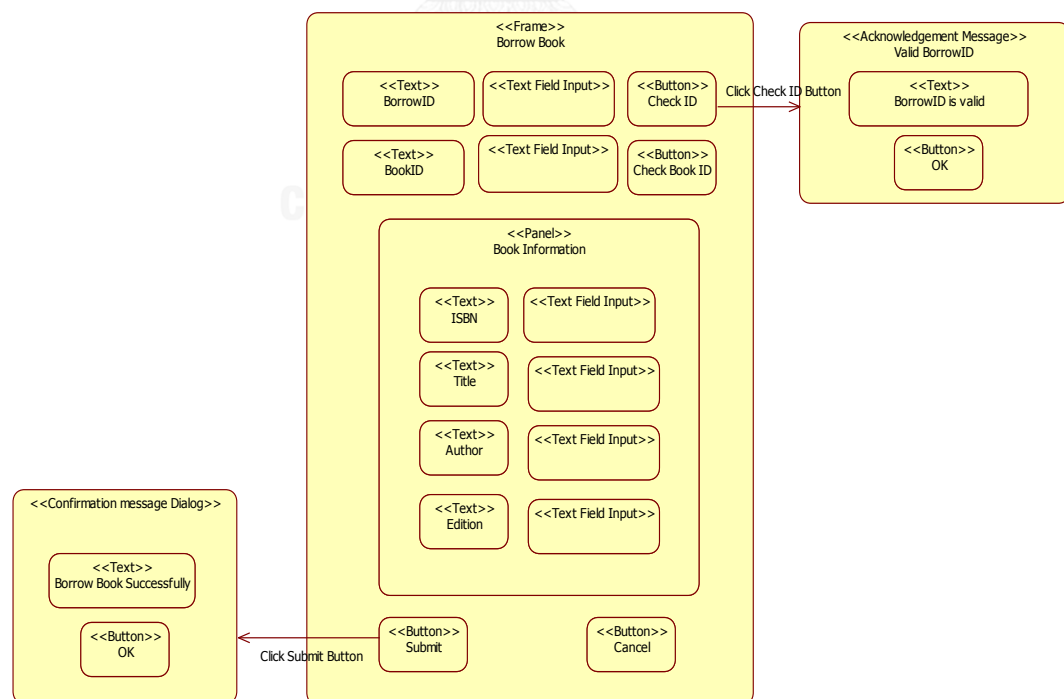 <<Frame>>
Borrow Book
<<Text>>
BorrowID
<<Text Field Input>>
<<Button>>
Check ID
Click Check ID Button
<<Acknowledgement Message>>
Valid BorrowID
<<Text>>
BorrowID is valid
<<Button>>
OK
<<Text>>
BookID
<<Text Field Input>>
<<Button>>
Check Book ID
<<Panel>>
Book Information
<<Text>>
ISBN
<<Text Field Input>>
<<Text>>
Title
<<Text Field Input>>
<<Text>>
Author
<<Text Field Input>>
<<Text>>
Edition
<<Text Field Input>>
<<Button>>
Submit
<<Button>>
Cancel
Click Submit Button
<<Confirmation message Dialog>>
<<Text>>
Borrow Book Successfully
<<Button>>
OK